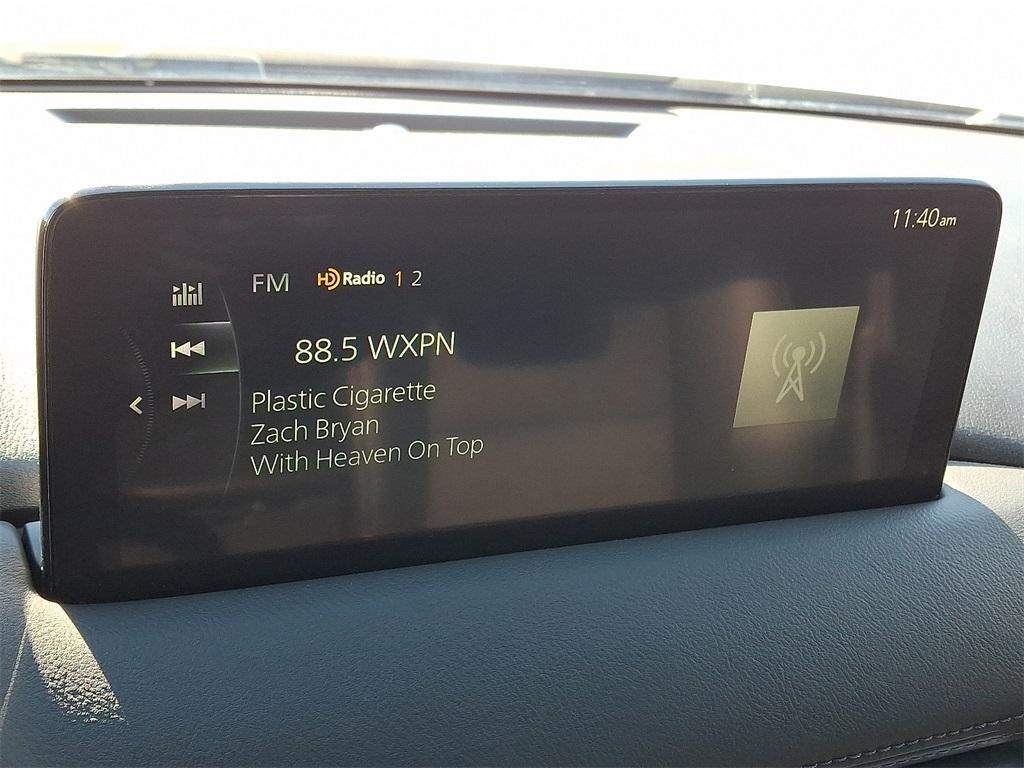 11:40am
FM HD Radio 1 2
88.5 WXPN
Plastic Cigarette
Zach Bryan
With Heaven On Top